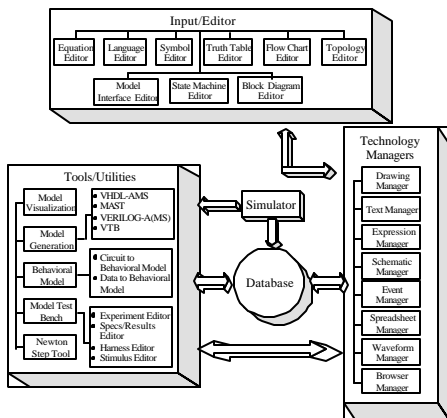 Input/Editor
Equation
Editor
Language
Editor
Symbol
Editor
Truth Table
Editor
Flow Chart
Editor
Topology
Editor
Model
Interface Editor
State Machine
Editor
Block Diagram
Editor
Tools/Utilities
Model
Visualization
Model
Generation
Behavioral
Model
Model Test
Bench
Newton
Step Tool
VHDL-AMS
MAST
VERILOG-A(MS)
VTB
Circuit to
Behavioral Model
Data to Behavioral
Model
Experiment Editor
Specs/Results
Editor
Harness Editor
Stimulus Editor
Simulator
Database
Technology
Managers
Drawing
Manager
Text Manager
Expression
Manager
Schematic
Manager
Event
Manager
Spreadsheet
Manager
Waveform
Manager
Browser
Manager